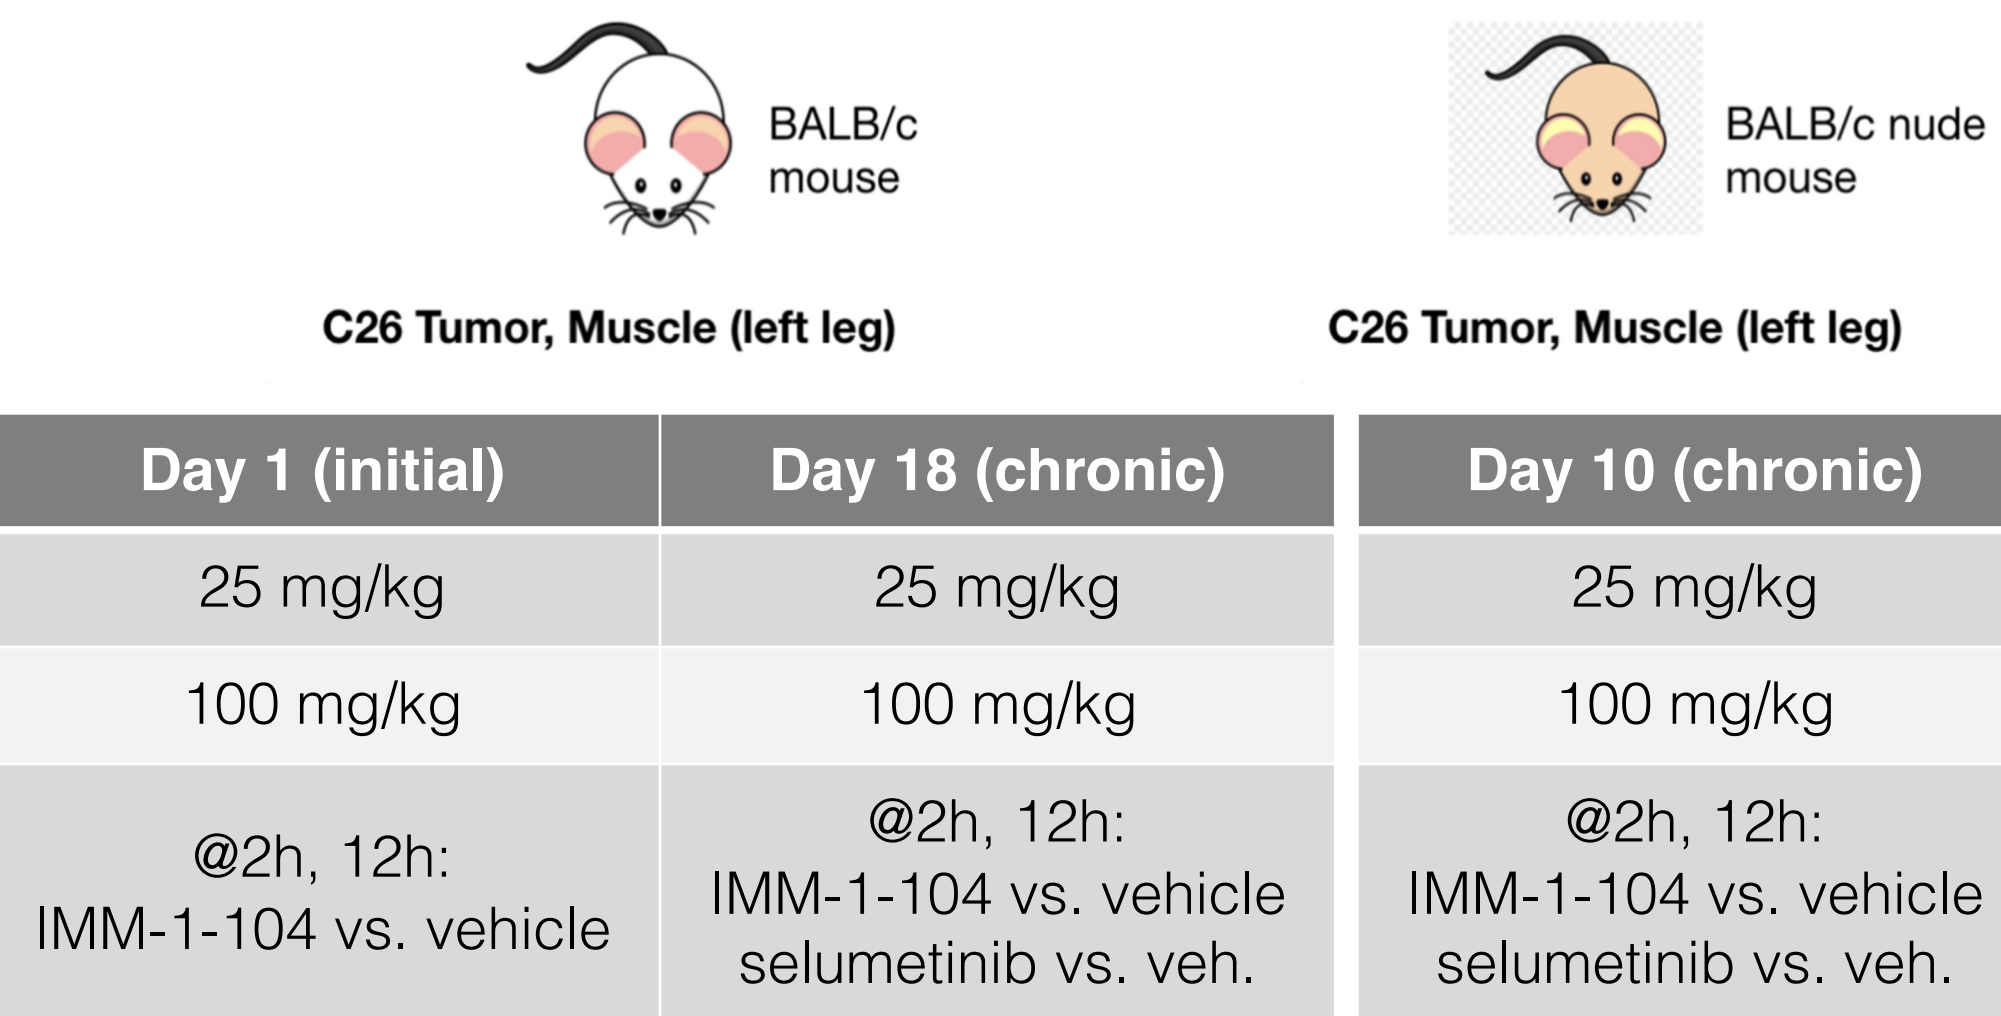 BALB/c
mouse
BALB/c nude
mouse
C26 Tumor, Muscle (left leg)
C26 Tumor, Muscle (left leg)
Day 1 (initial)
Day 18 (chronic)
Day 10 (chronic)
25 mg/kg
25 mg/kg
25 mg/kg
100 mg/kg
100 mg/kg
100 mg/kg
@2h, 12h:
IMM-1-104 vs. vehicle
@2h, 12h:
IMM-1-104 vs. vehicle
selumetinib vs. veh.
@2h, 12h:
IMM-1-104 vs. vehicle
selumetinib vs. veh.